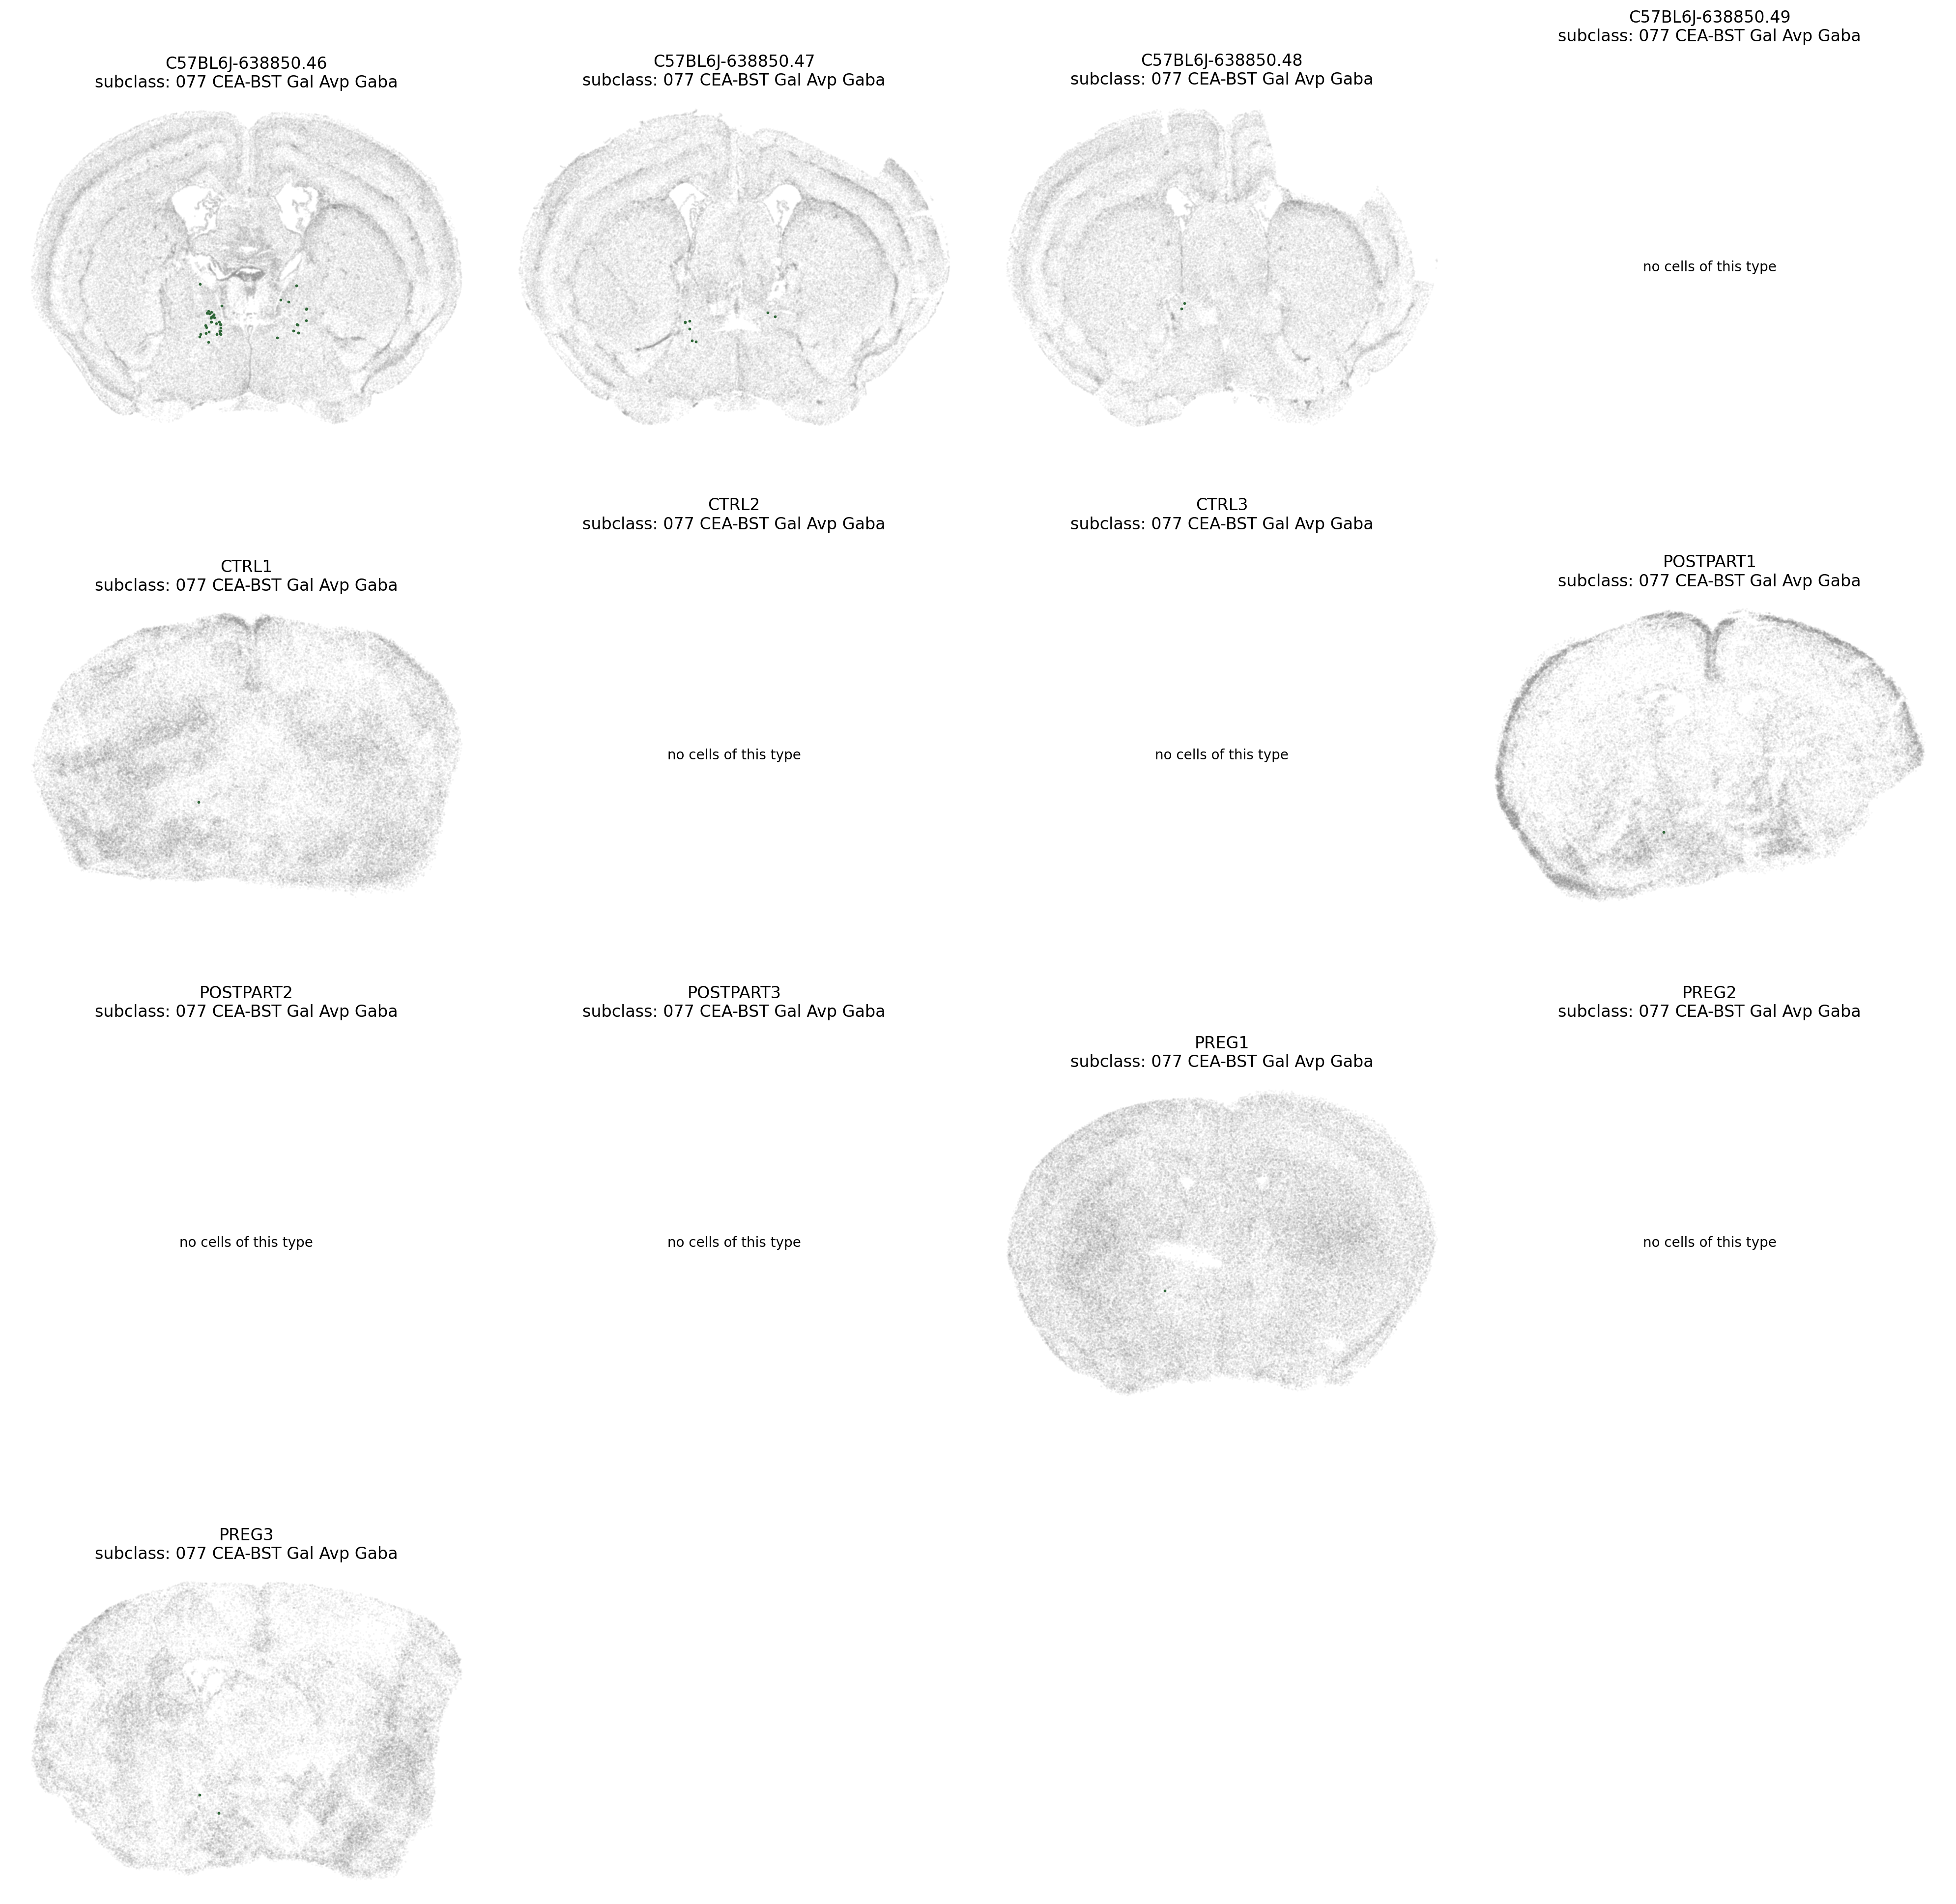 C57BL6J-638850.46
subclass: 077 CEA-BST Gal Avp Gaba
C57BL6J-638850.47
subclass: 077 CEA-BST Gal Avp Gaba
C57BL6J-638850.48
subclass: 077 CEA-BST Gal Avp Gaba
C57BL6J-638850.49
subclass: 077 CEA-BST Gal Avp Gaba
no cells of this type
CTRL1
subclass: 077 CEA-BST Gal Avp Gaba
CTRL2
subclass: 077 CEA-BST Gal Avp Gaba
no cells of this type
CTRL3
subclass: 077 CEA-BST Gal Avp Gaba
no cells of this type
POSTPART1
subclass: 077 CEA-BST Gal Avp Gaba
POSTPART2
subclass: 077 CEA-BST Gal Avp Gaba
no cells of this type
POSTPART3
subclass: 077 CEA-BST Gal Avp Gaba
no cells of this type
PREG1
subclass: 077 CEA-BST Gal Avp Gaba
PREG2
subclass: 077 CEA-BST Gal Avp Gaba
no cells of this type
PREG3
subclass: 077 CEA-BST Gal Avp Gaba